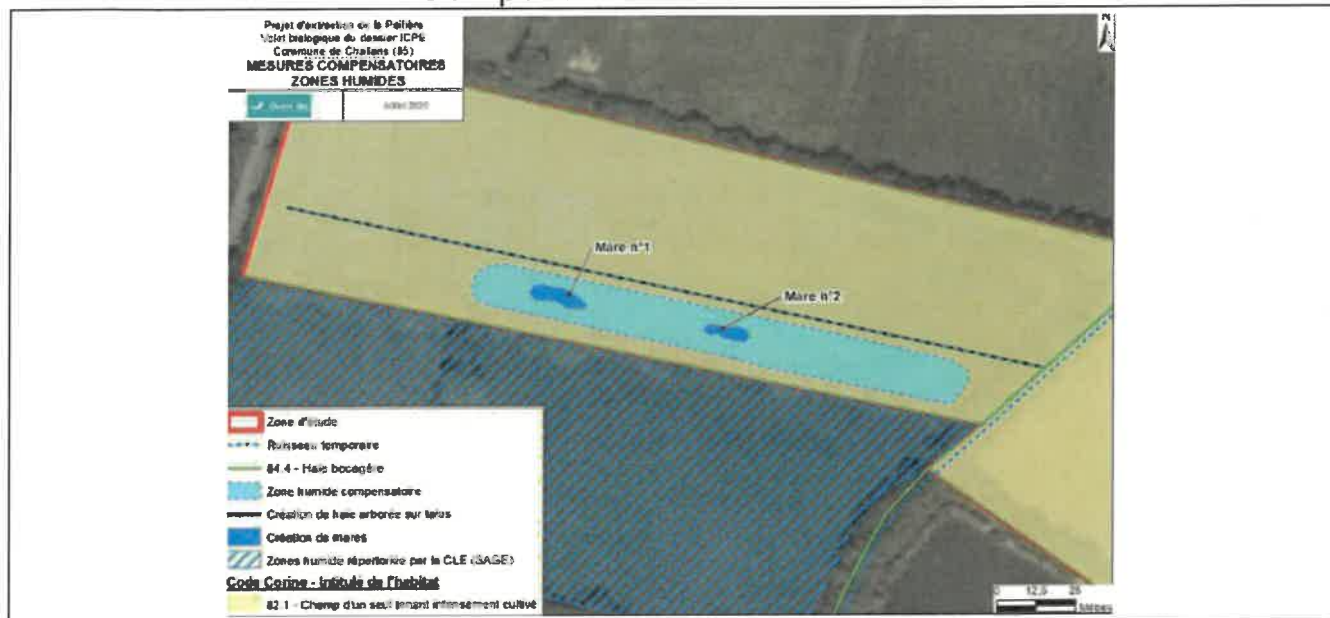 Projet d'extraction de la
Volet biologique du dossier ICPE
Commune de Challans (85)
MESURES COMPENSATOIRES
ZONES HUMIDES
2020
N
Mare n°1
Mare n°2
Zone d'étude
Ruisseau temporaire
84.4 - Haie bocagère
Zone humide compensatoire
Création de haie arborée sur talus
Création de mares
Zones humide répertoriée par la CLE (SAGE)
Code Corine - Intitulé de l'habitat
82.1 - Champ d'un seul tenant intensément cultivé
0 12,5 25
Mètres